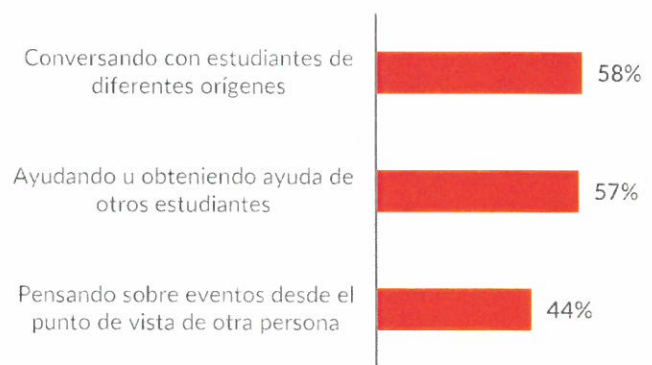 Conversando con estudiantes de
diferentes orígenes
58%
Ayudando u obteniendo ayuda de
otros estudiantes
57%
Pensando sobre eventos desde el
punto de vista de otra persona
44%